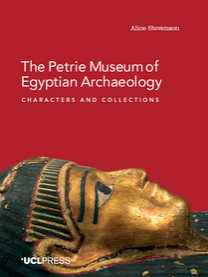 Alice Stevenson
The Petrie Museum of
Egyptian Archaeology
CHARACTERS AND COLLECTIONS
UCLPRESS